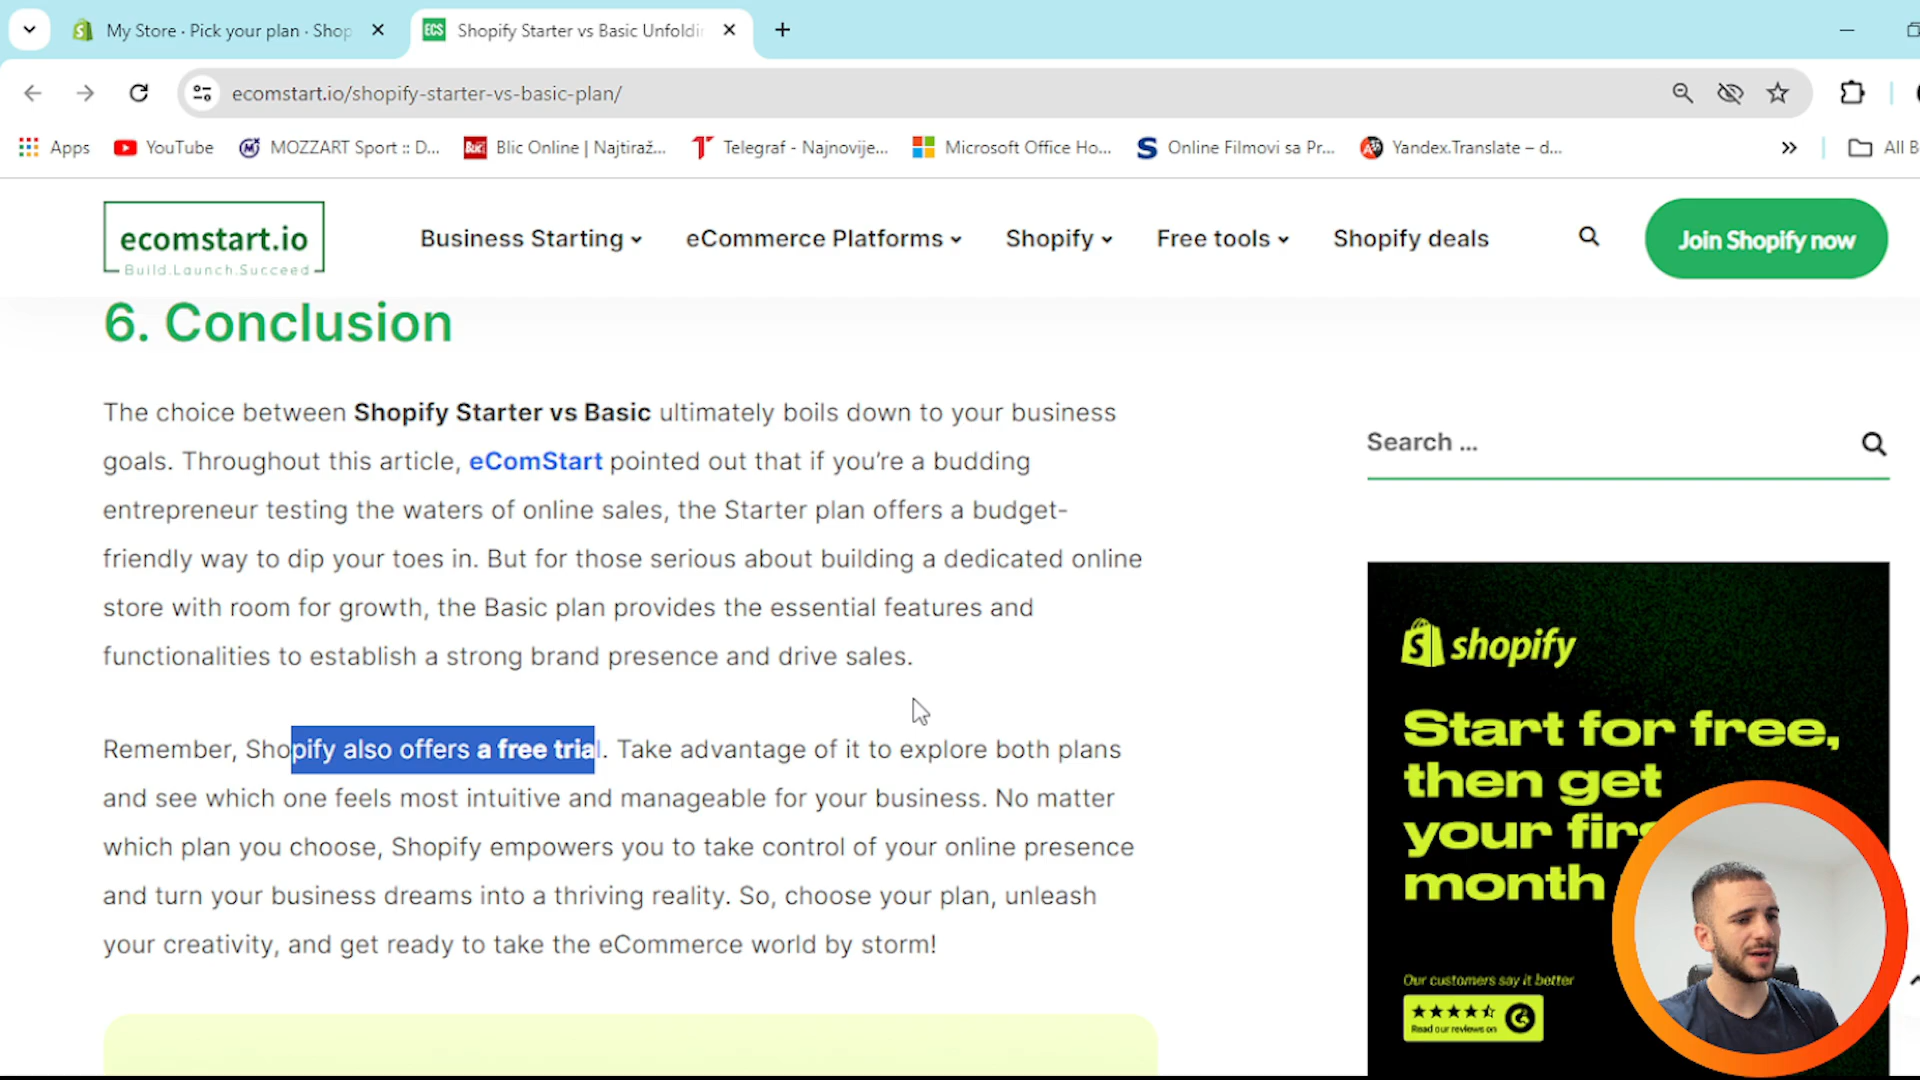 My Store · Pick your plan · Shop
ECS
Shopify Starter vs Basic Unfoldi
ecomstart.io/shopify-starter-vs-basic-plan/
Apps
YouTube
MOZZART Sport :: D...
Blic Online | Najtiraž...
Telegraf - Najnovije...
Microsoft Office Ho...
Online Filmovi sa Pr...
Yandex.Translate – d...
All B
ecomstart.io
Build.Launch.Succeed
Business Starting
eCommerce Platforms
Shopify
Free tools
Shopify deals
Join Shopify now
6. Conclusion
The choice between Shopify Starter vs Basic ultimately boils down to your business
goals. Throughout this article, eComStart pointed out that if you’re a budding
entrepreneur testing the waters of online sales, the Starter plan offers a budget-
friendly way to dip your toes in. But for those serious about building a dedicated online
store with room for growth, the Basic plan provides the essential features and
functionalities to establish a strong brand presence and drive sales.
Remember, Shopify also offers a free trial. Take advantage of it to explore both plans
and see which one feels most intuitive and manageable for your business. No matter
which plan you choose, Shopify empowers you to take control of your online presence
and turn your business dreams into a thriving reality. So, choose your plan, unleash
your creativity, and get ready to take the eCommerce world by storm!
Search ...
shopify
Start for free,
then get
your firs
month
Our customers say it better
Read our reviews on